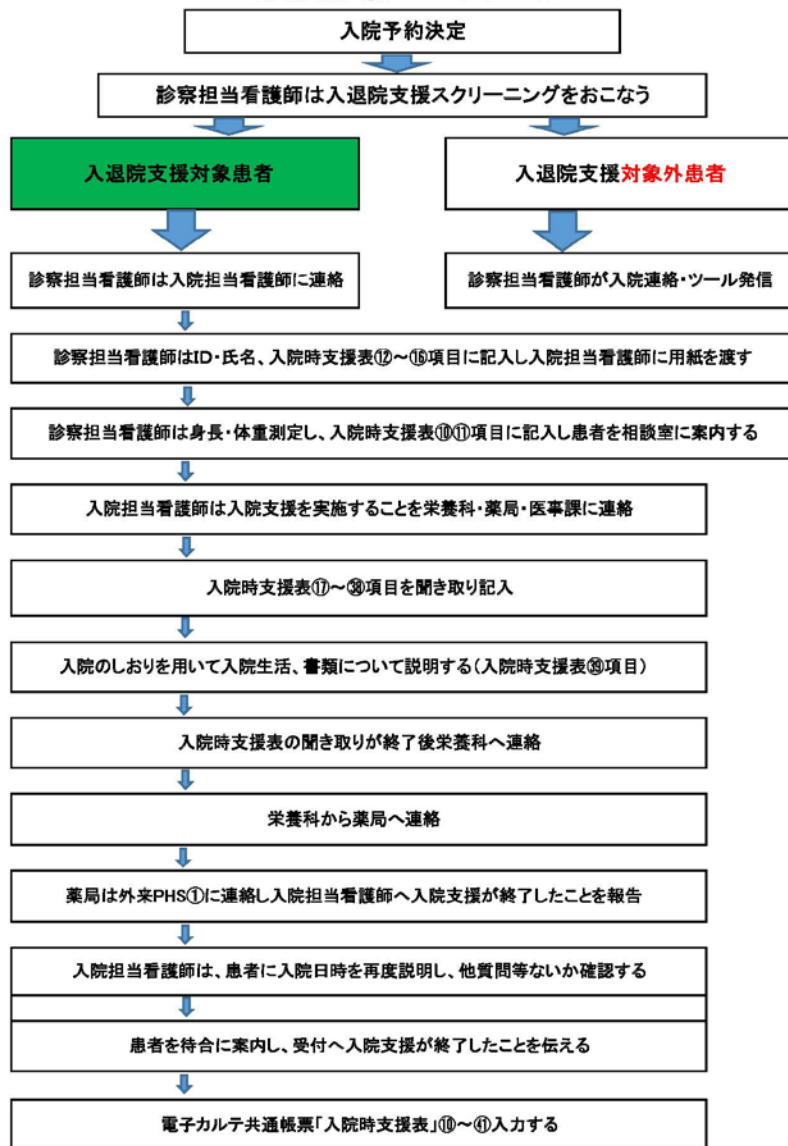 入院予約決定
診察担当看護師は入退院支援スクリーニングをおこなう
入退院支援対象患者
入退院支援対象外患者
診察担当看護師は入院担当看護師に連絡
診察担当看護師が入院連絡・ツール発信
診察担当看護師はID・氏名、入院時支援表⑫～⑯項目に記入し入院担当看護師に用紙を渡す
診察担当看護師は身長・体重測定し、入院時支援表⑩⑪項目に記入し患者を相談室に案内する
入院担当看護師は入院支援を実施することを栄養科・薬局・医事課に連絡
入院時支援表⑰～㊳項目を聞き取り記入
入院のしおりを用いて入院生活、書類について説明する(入院時支援表㊴項目)
入院時支援表の聞き取りが終了後栄養科へ連絡
栄養科から薬局へ連絡
薬局は外来PHS①に連絡し入院担当看護師へ入院支援が終了したことを報告
入院担当看護師は、患者に入院日時を再度説明し、他質問等ないか確認する
患者を待合に案内し、受付へ入院支援が終了したことを伝える
電子カルテ共通帳票「入院時支援表」⑩～㊶入力する